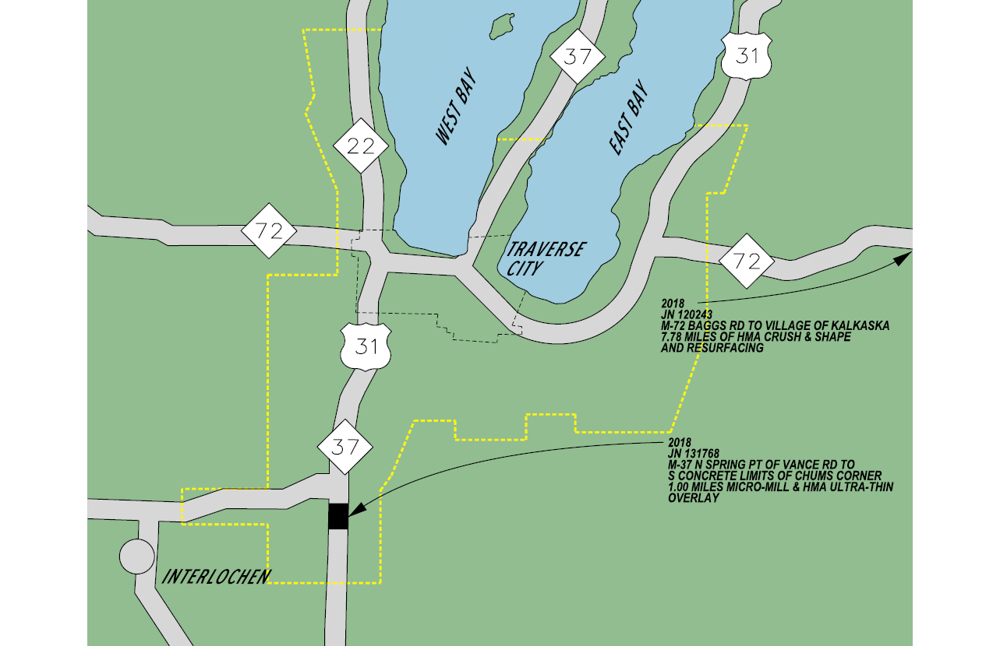 37
31
WEST BAY
EAST BAY
22
72
TRAVERSE
CITY
72
2018
JN 120243
M-72 BAGGS RD TO VILLAGE OF KALKASKA
7.78 MILES OF HMA CRUSH & SHAPE
AND RESURFACING
31
37
2018
JN 131768
M-37 N SPRING PT OF VANCE RD TO
S CONCRETE LIMITS OF CHUMS CORNER
1.00 MILES MICRO-MILL & HMA ULTRA-THIN
OVERLAY
INTERLOCHEN